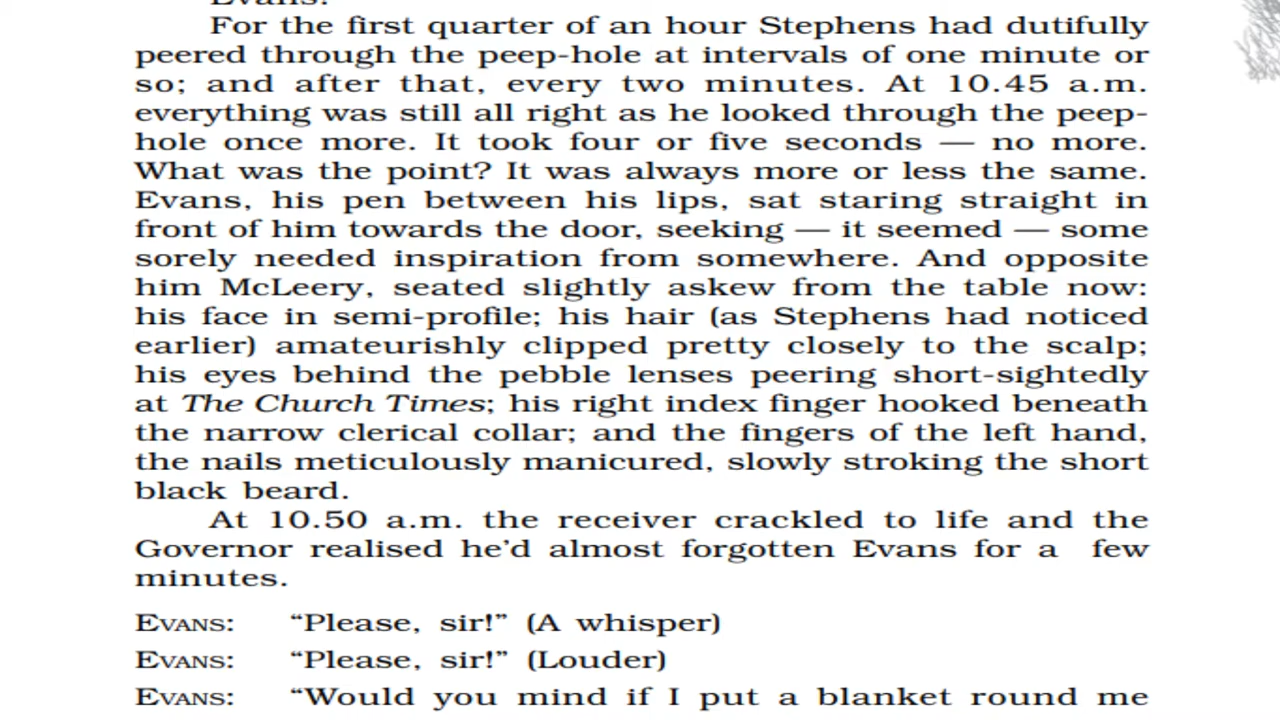 Evans.
For the first quarter of an hour Stephens had dutifully
peered through the peep-hole at intervals of one minute or
so; and after that, every two minutes. At 10.45 a.m.
everything was still all right as he looked through the peep-
hole once more. It took four or five seconds — no more.
What was the point? It was always more or less the same.
Evans, his pen between his lips, sat staring straight in
front of him towards the door, seeking — it seemed — some
sorely needed inspiration from somewhere. And opposite
him McLeery, seated slightly askew from the table now:
his face in semi-profile; his hair (as Stephens had noticed
earlier) amateurishly clipped pretty closely to the scalp;
his eyes behind the pebble lenses peering short-sightedly
at The Church Times; his right index finger hooked beneath
the narrow clerical collar; and the fingers of the left hand,
the nails meticulously manicured, slowly stroking the short
black beard.
At 10.50 a.m. the receiver crackled to life and the
Governor realised he’d almost forgotten Evans for a few
minutes.
EVANS: “Please, sir!” (A whisper)
EVANS: “Please, sir!” (Louder)
EVANS: “Would you mind if I put a blanket round me